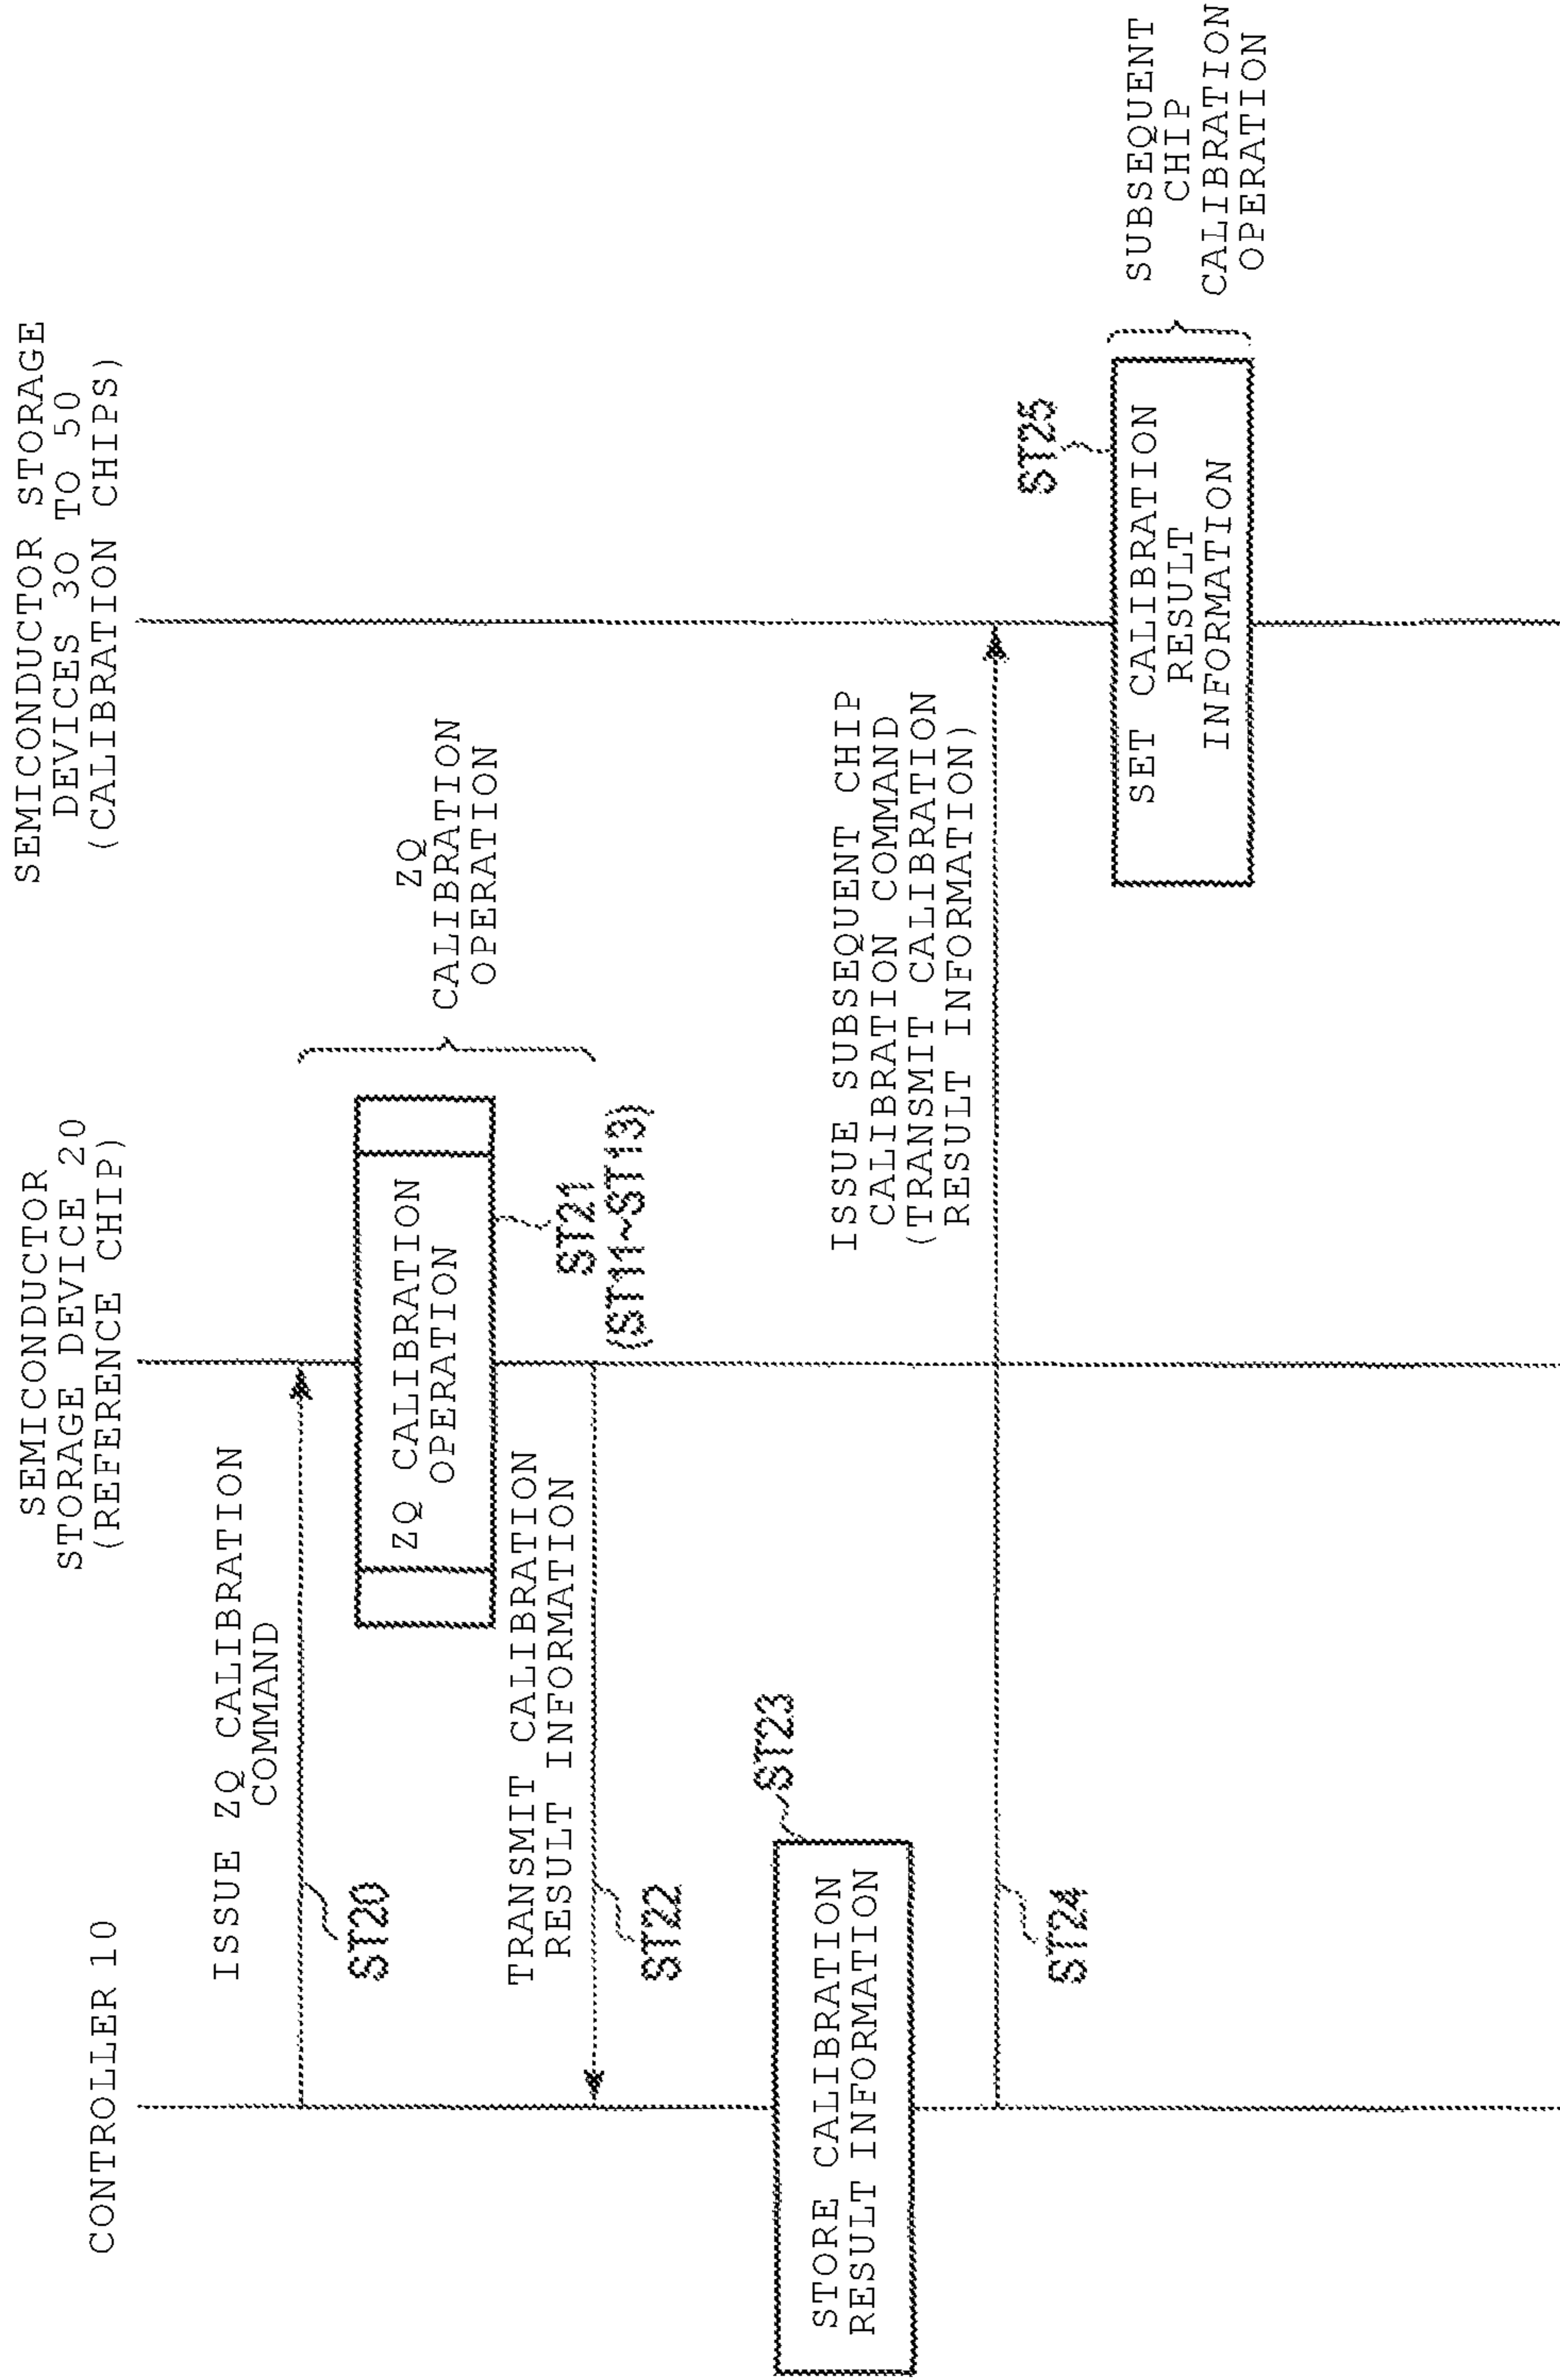 CONTROLLER 10
SEMICONDUCTOR
STORAGE DEVICE 20
(REFERENCE CHIP)
SEMICONDUCTOR STORAGE
DEVICES 30 TO 50
(CALIBRATION CHIPS)
ISSUE ZQ CALIBRATION
COMMAND
ST20
ZQ CALIBRATION
OPERATION
ST21
(ST11~ST13)
ZQ
CALIBRATION
OPERATION
TRANSMIT CALIBRATION
RESULT INFORMATION
ST22
ST23
STORE CALIBRATION
RESULT INFORMATION
ISSUE SUBSEQUENT CHIP
CALIBRATION COMMAND
(TRANSMIT CALIBRATION
RESULT INFORMATION)
ST24
ST25
SET CALIBRATION
RESULT
INFORMATION
SUBSEQUENT
CHIP
CALIBRATION
OPERATION